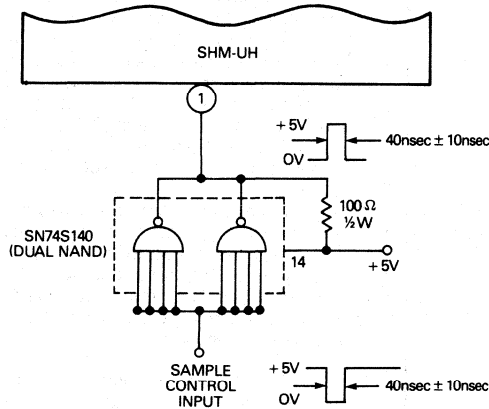 SHM-UH
1
+5V
0V
40nsec ± 10nsec
100Ω
½W
SN74S140
(DUAL NAND)
14
+5V
SAMPLE
CONTROL
INPUT
+5V
0V
40nsec ± 10nsec